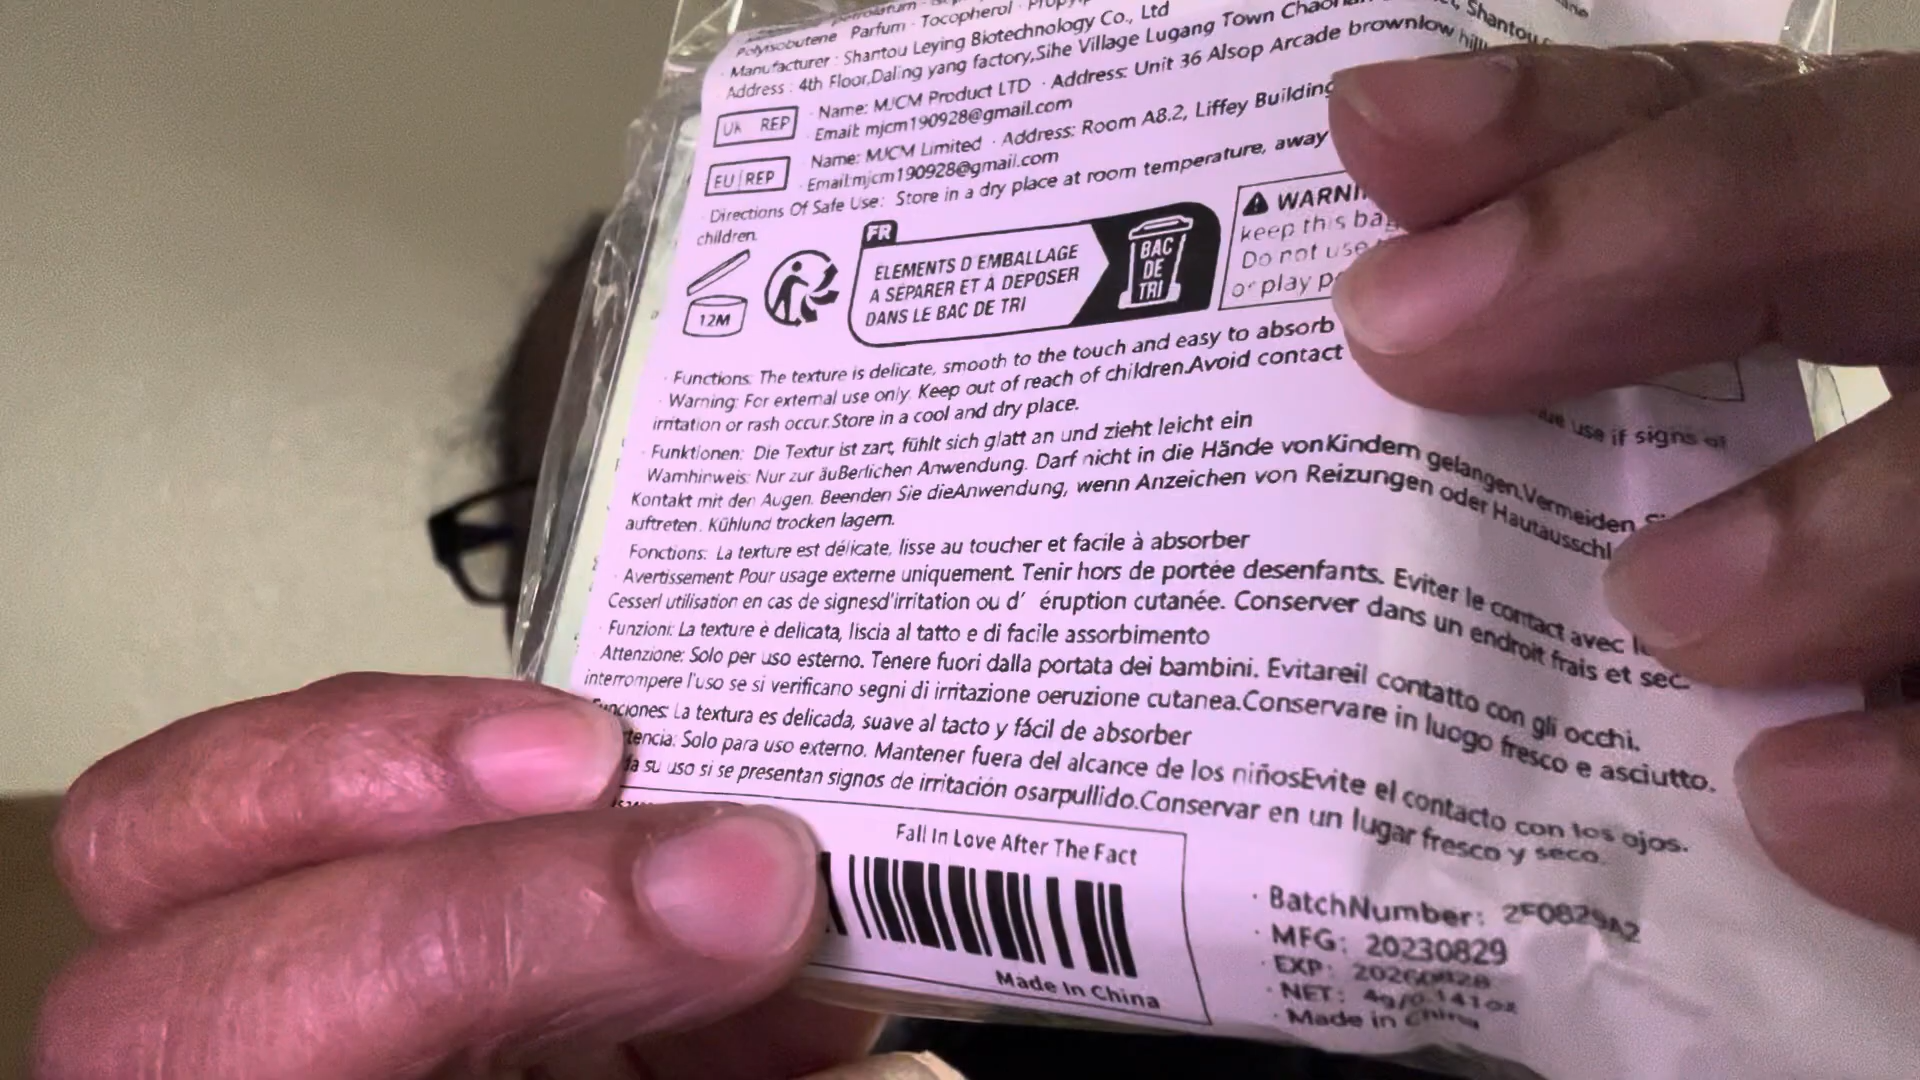 Polyisobutene Parfum · Tocopherol ·
· Manufacturer : Shantou Leying Biotechnology Co., Ltd
Address : 4th Floor,Daling yang factory,Sihe Village Lugang Town Shantou
UK REP
· Name: MJCM Product LTD · Address: Unit 36 Alsop Arcade brownlow hill
· Email: mjcm190928@gmail.com
EU REP
Name: MJCM Limited · Address: Room A8.2, Liffey Building
· Email:mjcm190928@gmail.com
· Directions Of Safe Use: Store in a dry place at room temperature, away
children.
12M
FR
ÉLEMENTS D EMBALLAGE
A SÉPARER ET À DÉPOSER
DANS LE BAC DE TRI
BAC
DE
TRI
keep this
Do not use
or play
· Functions: The texture is delicate, smooth to the touch and easy to absorb
· Warning: For external use only. Keep out of reach of children.Avoid contact use if signs of
irritation or rash occur.Store in a cool and dry place.
· Funktionen: Die Textur ist zart, fühlt sich glatt an und zieht leicht ein
Warnhinweis: Nur zur äuBerlichen Anwendung. Darf nicht in die Hände vonKindern gelangen.Vermeiden
Kontakt mit den Augen. Beenden Sie dieAnwendung, wenn Anzeichen von Reizungen oder
auftreten. Kühlund trocken lagern.
Fonctions: La texture est délicate, lisse au toucher et facile à absorber
· Avertissement: Pour usage externe uniquement. Tenir hors de portée desenfants. Eviter le contact avec
Cesserl utilisation en cas de signesd'irritation ou d' éruption cutanée. Conserver dans un endroit frais et sec
· Funzioni: La texture è delicata, liscia al tatto e di facile assorbimento
Attenzione: Solo per uso esterno. Tenere fuori dalla portata dei bambini. Evitareil contatto con gli occhi.
interrompere l'uso se si verificano segni di irritazione oeruzione cutanea.Conservare in luogo fresco e asciutto.
La textura es delicada, suave al tacto y fácil de absorber
Solo para uso externo. Mantener fuera del alcance de los niñosEvite el contacto con los ojos.
su uso si se presentan signos de irritación osarpullido.Conservar en un lugar fresco y seco.
Fall In Love After The Fact
Made In China
· BatchNumber: 2F0829A2
· MFG: 20230829
· EXP: 20260828
· NET: 4g/0.141oz
· Made in China